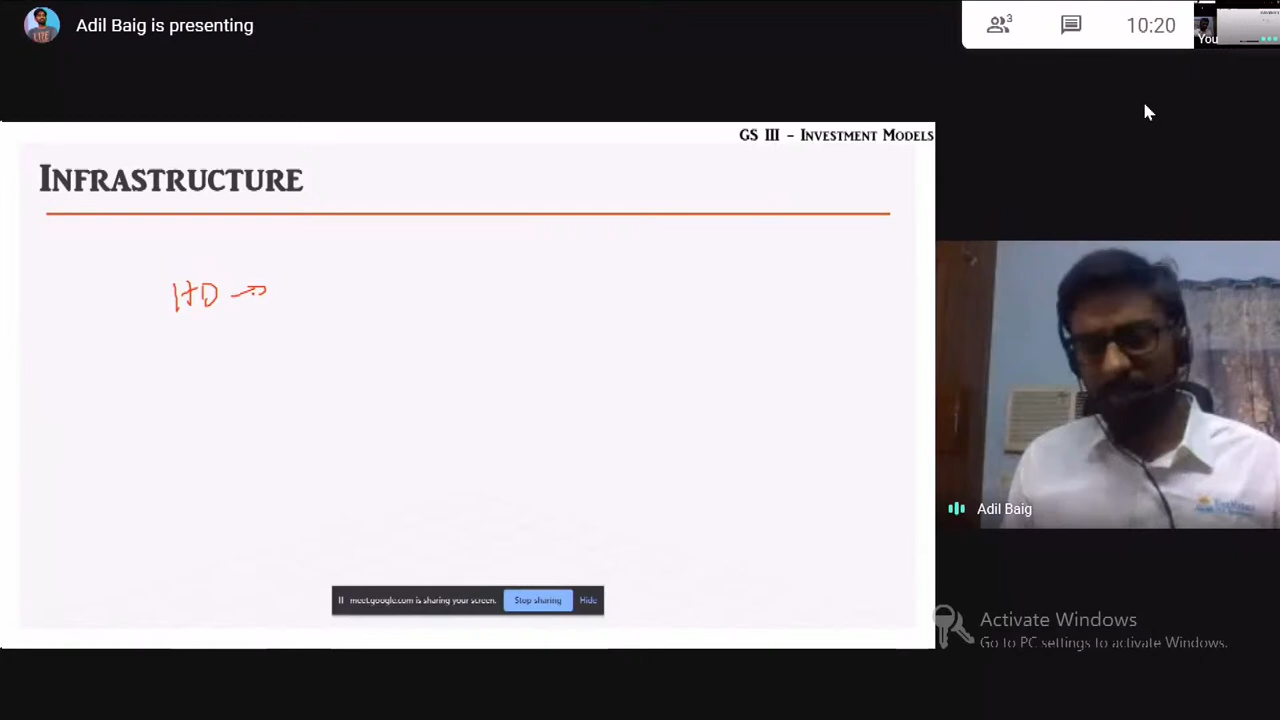 Adil Baig is presenting
3
10:20
You
GS III – Investment Models
Infrastructure
meet.google.com is sharing your screen.
Stop sharing
Hide
Adil Baig
Activate Windows
Go to PC settings to activate Windows.